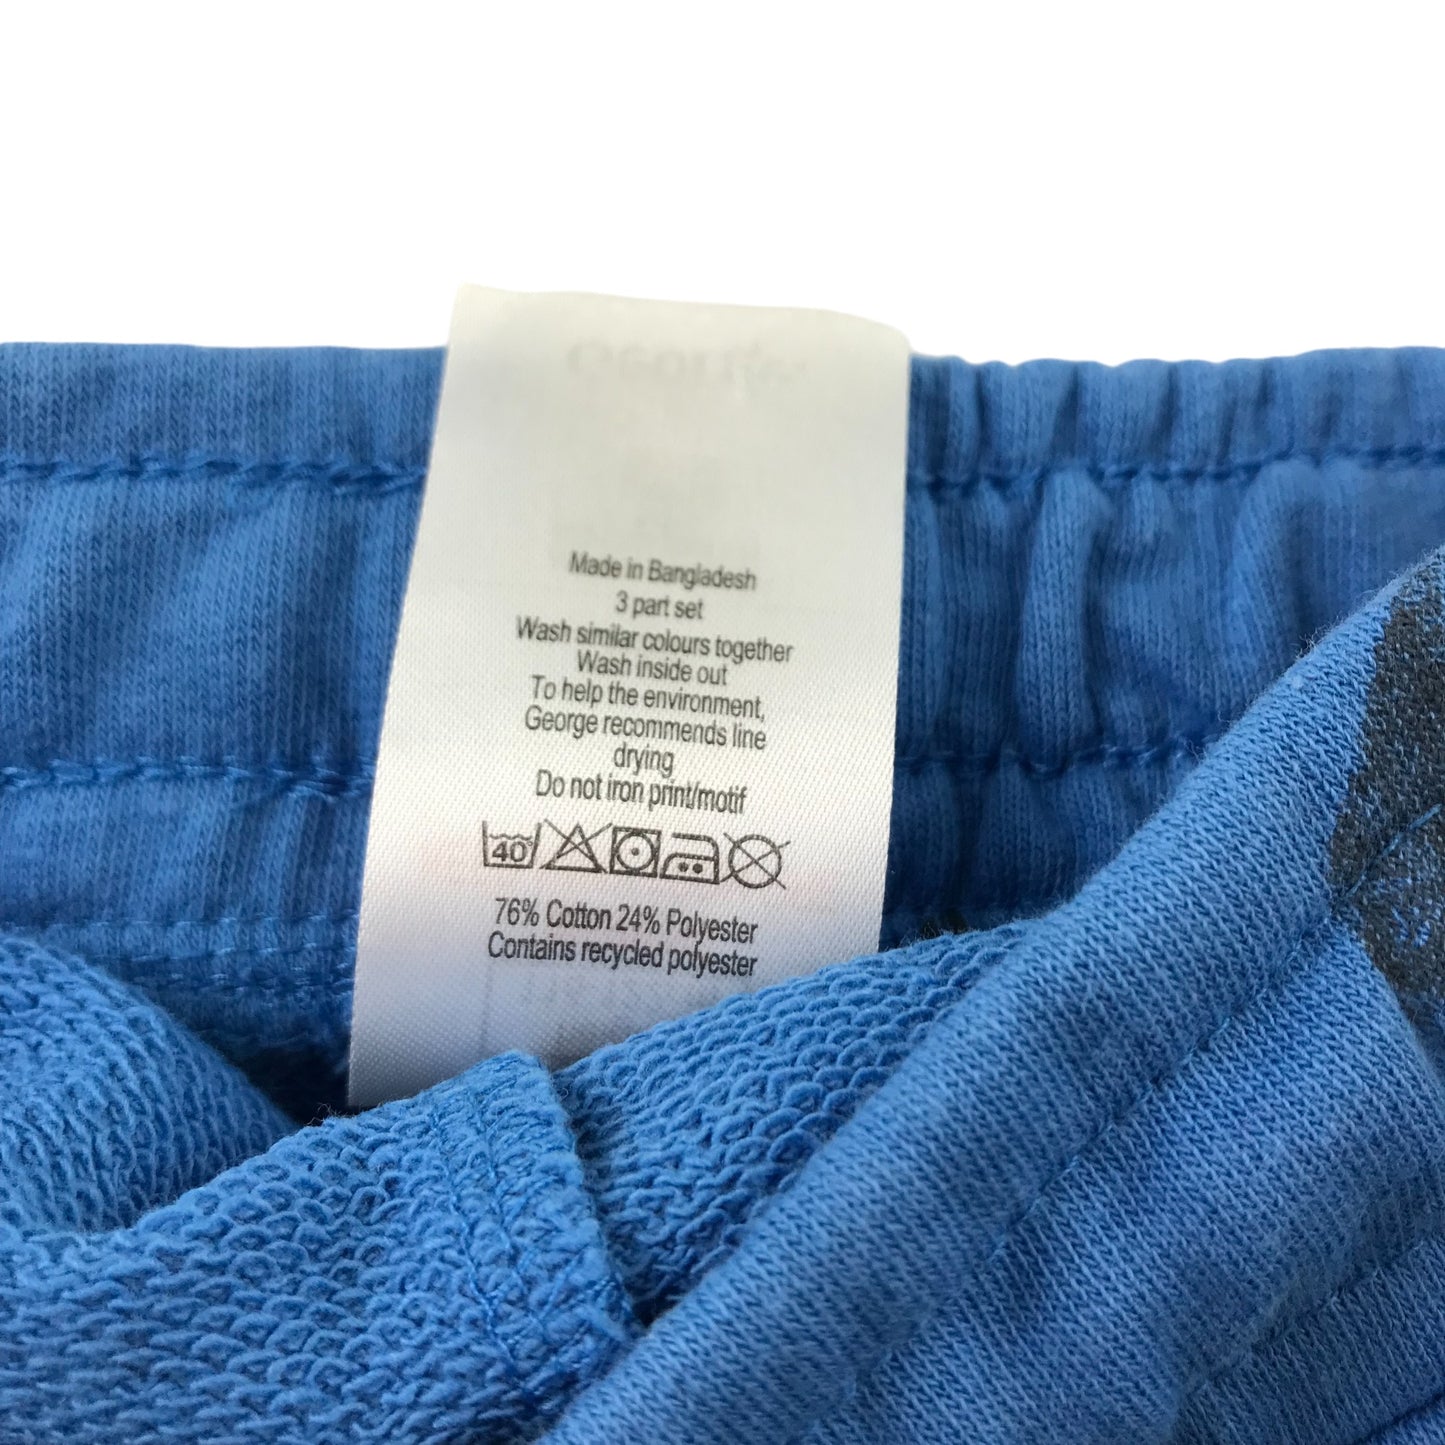 Made in Bangladesh
3 part set
Wash similar colours together
Wash inside out
To help the environment,
George recommends line
drying
Do not iron print/motif
40
76% Cotton 24% Polyester
Contains recycled polyester